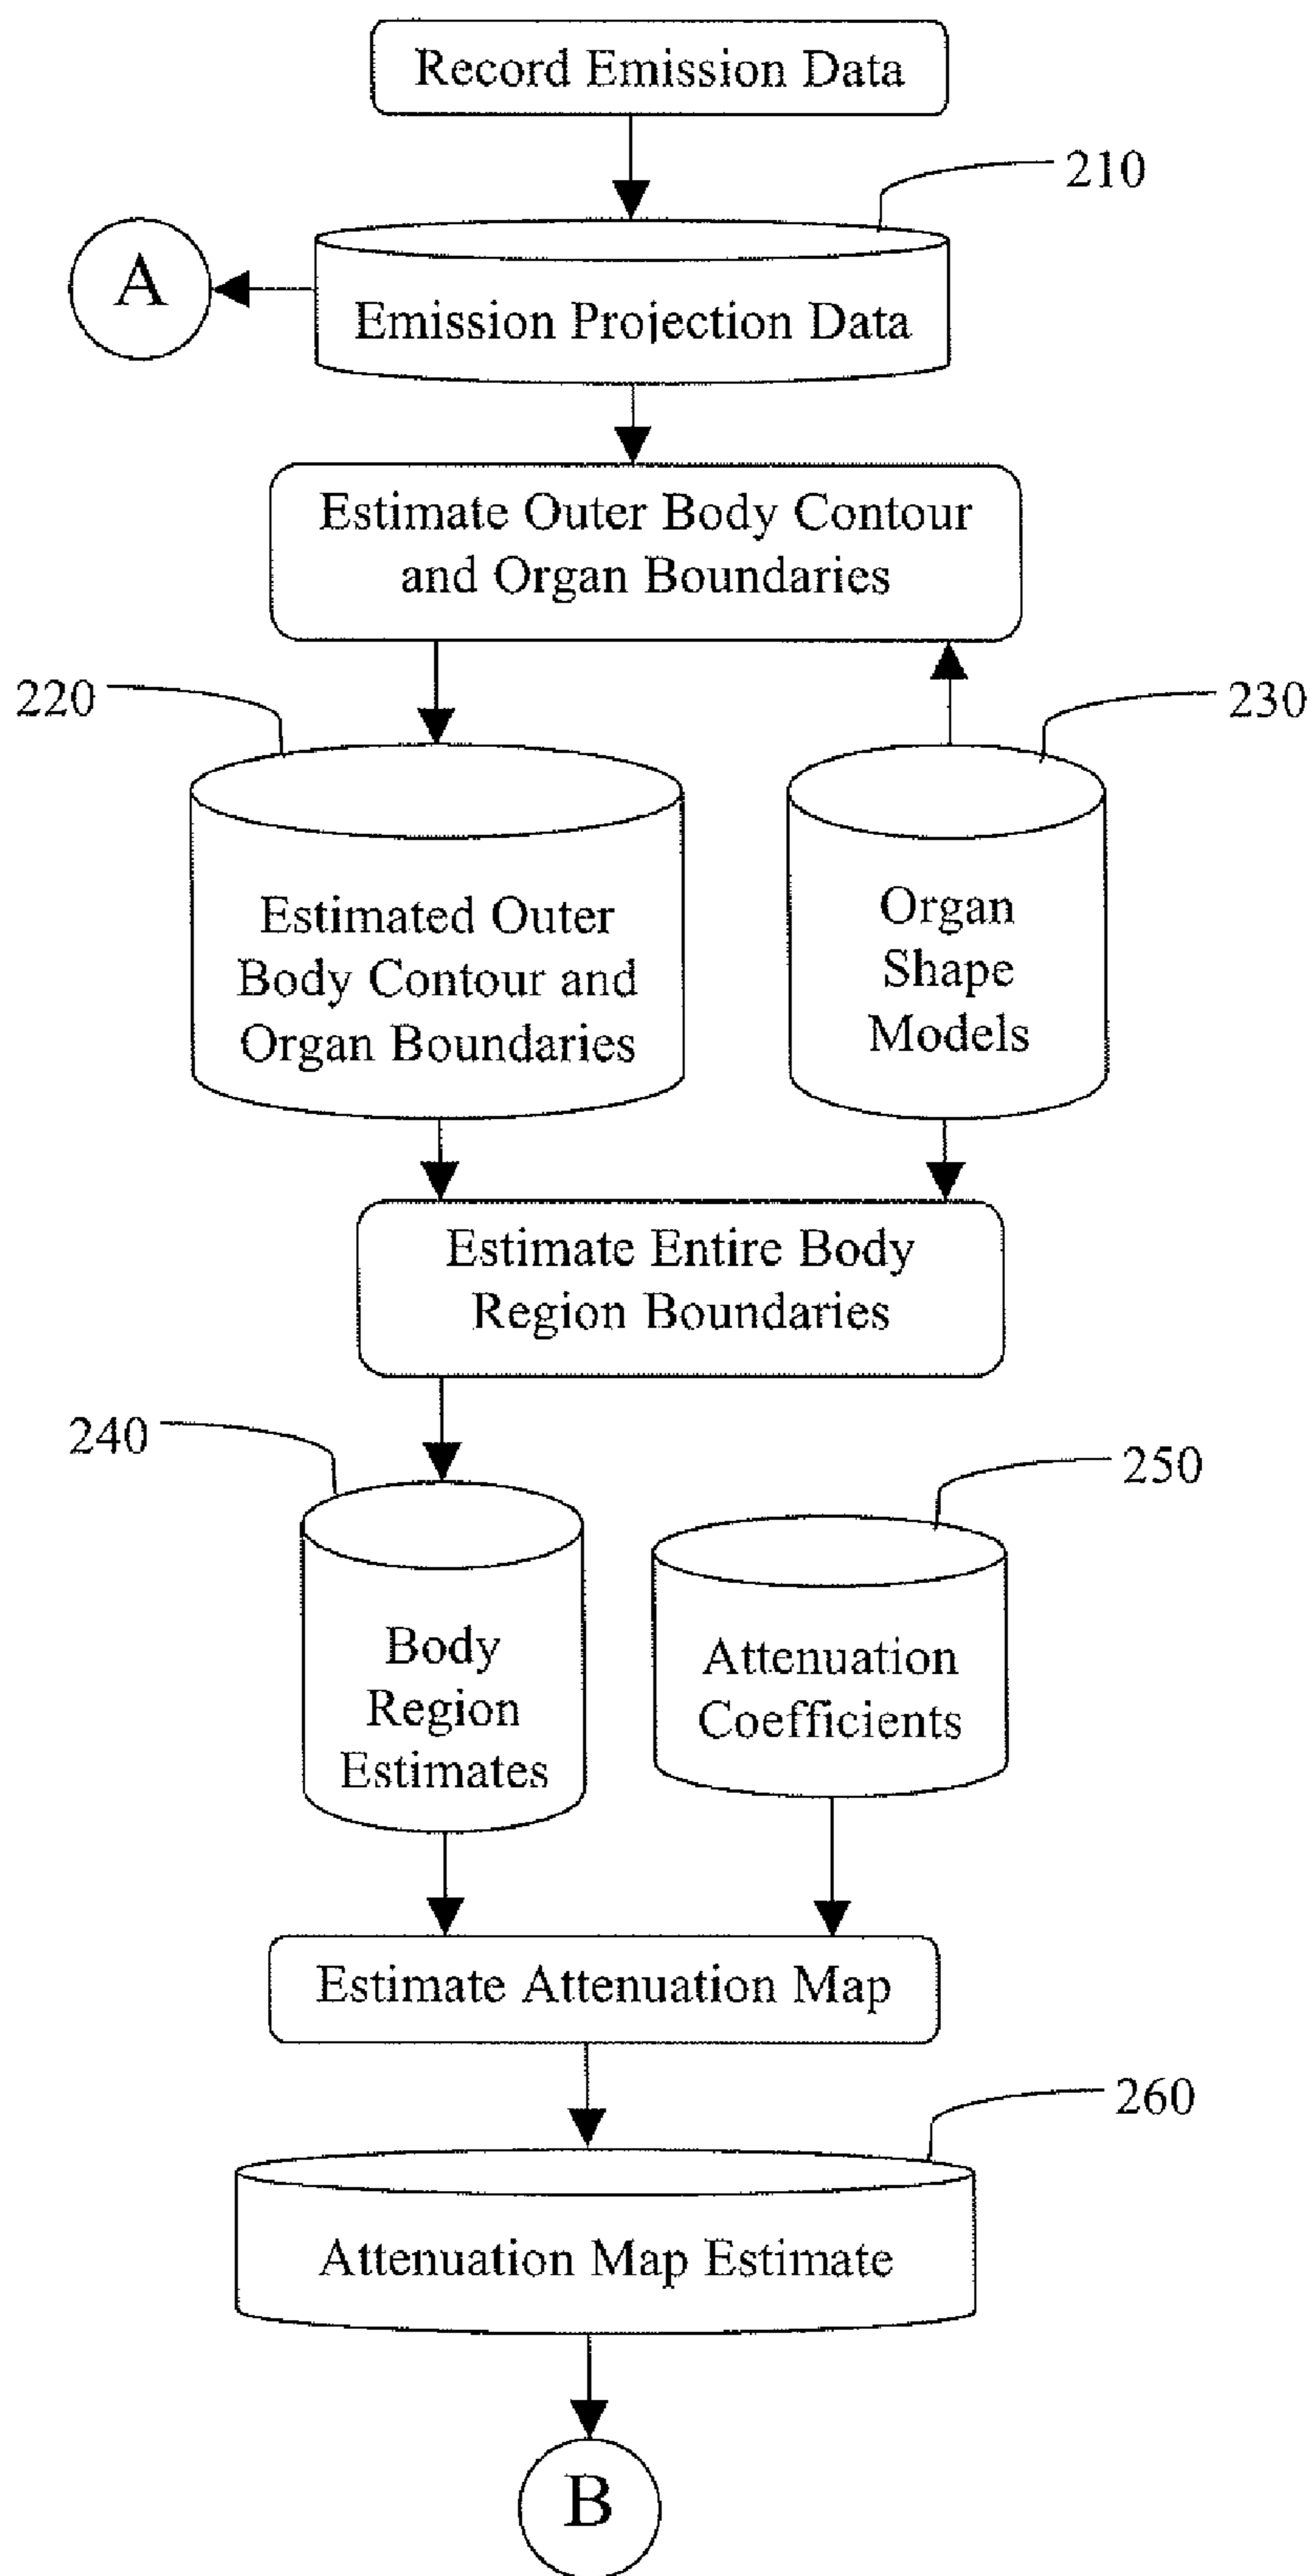 Record Emission Data
210
A
Emission Projection Data
Estimate Outer Body Contour
and Organ Boundaries
220
230
Estimated Outer
Body Contour and
Organ Boundaries
Organ
Shape
Models
Estimate Entire Body
Region Boundaries
240
250
Body
Region
Estimates
Attenuation
Coefficients
Estimate Attenuation Map
260
Attenuation Map Estimate
B